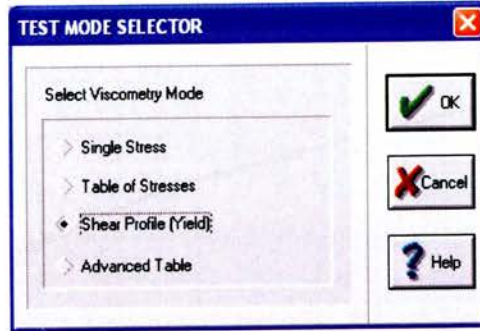 TEST MODE SELECTOR
Select Viscometry Mode
Single Stress
Table of Stresses
Shear Profile (Yield)
Advanced Table
OK
Cancel
Help